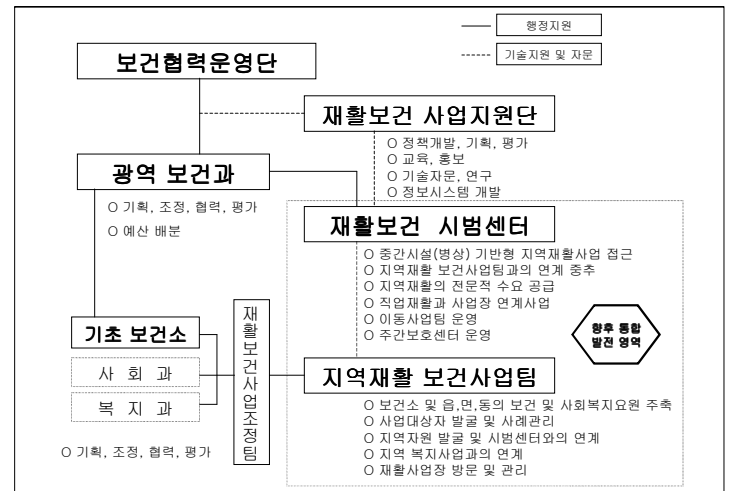 행정지원
기술지원 및 자문
보건협력운영단
재활보건 사업지원단
O 정책개발, 기획, 평가
O 교육, 홍보
O 기술자문, 연구
O 정보시스템 개발
광역 보건과
O 기획, 조정, 협력, 평가
O 예산 배분
재활보건 시범센터
O 중간시설(병상) 기반형 지역재활사업 접근
O 지역재활 보건사업팀과의 연계 중추
O 지역재활의 전문적 수요 공급
O 직업재활과 사업장 연계사업
O 이동사업팀 운영
O 주간보호센터 운영
향후 통합
발전 영역
기초 보건소
사 회 과
복 지 과
O 기획, 조정, 협력, 평가
재활보건사업조정팀
지역재활 보건사업팀
O 보건소 및 읍,면,동의 보건 및 사회복지요원 주축
O 사업대상자 발굴 및 사례관리
O 지역자원 발굴 및 시범센터와의 연계
O 지역 복지사업과의 연계
O 재활사업장 방문 및 관리